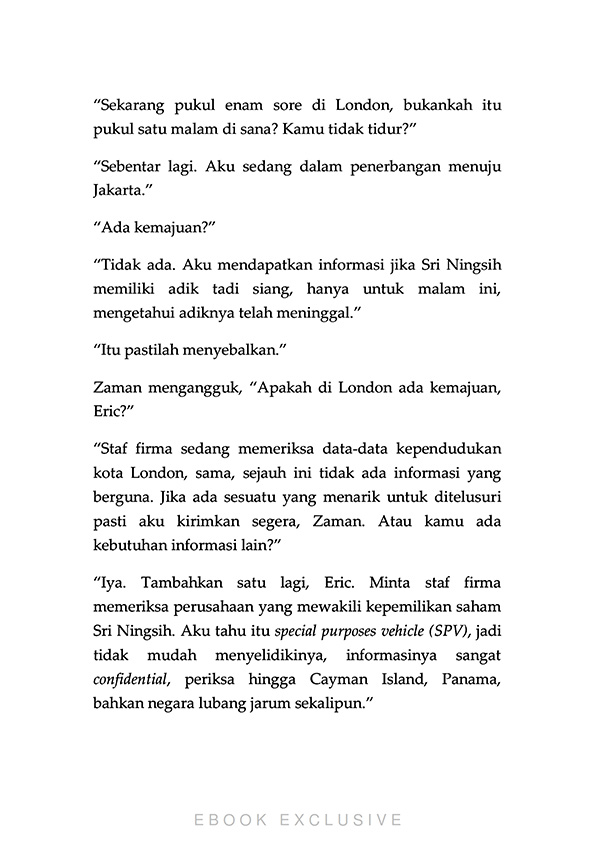 “Sekarang pukul enam sore di London, bukankah itu
pukul satu malam di sana? Kamu tidak tidur?”
“Sebentar lagi. Aku sedang dalam penerbangan menuju
Jakarta.”
“Ada kemajuan?”
“Tidak ada. Aku mendapatkan informasi jika Sri Ningsih
memiliki adik tadi siang, hanya untuk malam ini,
mengetahui adiknya telah meninggal.”
“Itu pastilah menyebalkan.”
Zaman mengangguk, “Apakah di London ada kemajuan,
Eric?”
“Staf firma sedang memeriksa data-data kependudukan
kota London, sama, sejauh ini tidak ada informasi yang
berguna. Jika ada sesuatu yang menarik untuk ditelusuri
pasti aku kirimkan segera, Zaman. Atau kamu ada
kebutuhan informasi lain?”
“Iya. Tambahkan satu lagi, Eric. Minta staf firma
memeriksa perusahaan yang mewakili kepemilikan saham
Sri Ningsih. Aku tahu itu special purposes vehicle (SPV), jadi
tidak mudah menyelidikinya, informasinya sangat
confidential, periksa hingga Cayman Island, Panama,
bahkan negara lubang jarum sekalipun.”
EBOOK EXCLUSIVE